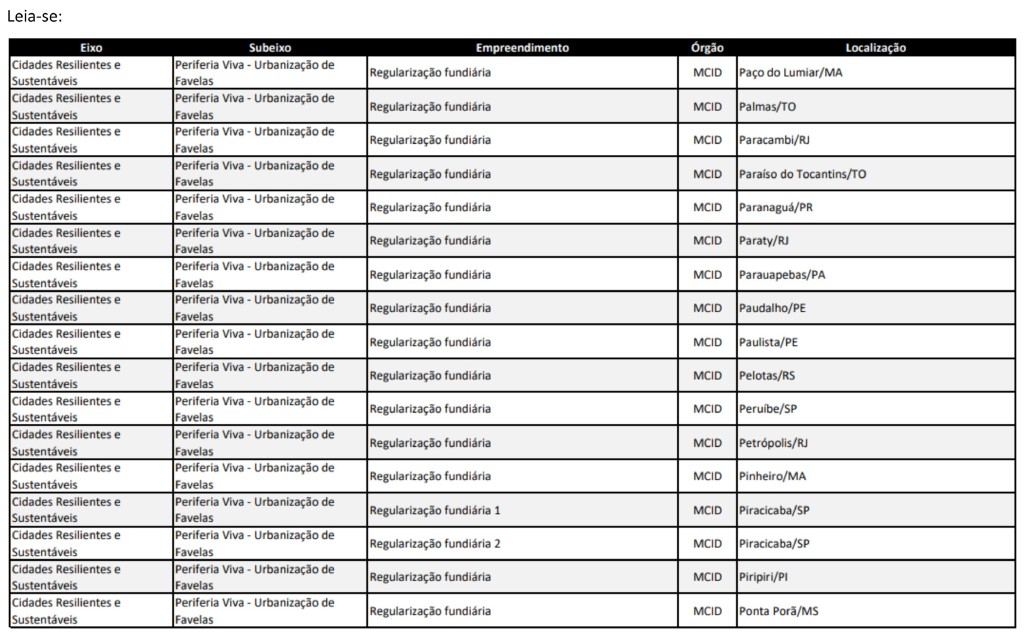 Leia-se:
Eixo Subeixo Empreendimento Órgão Localização
Cidades Resilientes e Sustentáveis Periferia Viva - Urbanização de Favelas Regularização fundiária MCID Paço do Lumiar/MA
Cidades Resilientes e Sustentáveis Periferia Viva - Urbanização de Favelas Regularização fundiária MCID Palmas/TO
Cidades Resilientes e Sustentáveis Periferia Viva - Urbanização de Favelas Regularização fundiária MCID Paracambi/RJ
Cidades Resilientes e Sustentáveis Periferia Viva - Urbanização de Favelas Regularização fundiária MCID Paraíso do Tocantins/TO
Cidades Resilientes e Sustentáveis Periferia Viva - Urbanização de Favelas Regularização fundiária MCID Paranaguá/PR
Cidades Resilientes e Sustentáveis Periferia Viva - Urbanização de Favelas Regularização fundiária MCID Paraty/RJ
Cidades Resilientes e Sustentáveis Periferia Viva - Urbanização de Favelas Regularização fundiária MCID Parauapebas/PA
Cidades Resilientes e Sustentáveis Periferia Viva - Urbanização de Favelas Regularização fundiária MCID Paudalho/PE
Cidades Resilientes e Sustentáveis Periferia Viva - Urbanização de Favelas Regularização fundiária MCID Paulista/PE
Cidades Resilientes e Sustentáveis Periferia Viva - Urbanização de Favelas Regularização fundiária MCID Pelotas/RS
Cidades Resilientes e Sustentáveis Periferia Viva - Urbanização de Favelas Regularização fundiária MCID Peruíbe/SP
Cidades Resilientes e Sustentáveis Periferia Viva - Urbanização de Favelas Regularização fundiária MCID Petrópolis/RJ
Cidades Resilientes e Sustentáveis Periferia Viva - Urbanização de Favelas Regularização fundiária MCID Pinheiro/MA
Cidades Resilientes e Sustentáveis Periferia Viva - Urbanização de Favelas Regularização fundiária 1 MCID Piracicaba/SP
Cidades Resilientes e Sustentáveis Periferia Viva - Urbanização de Favelas Regularização fundiária 2 MCID Piracicaba/SP
Cidades Resilientes e Sustentáveis Periferia Viva - Urbanização de Favelas Regularização fundiária MCID Piripiri/PI
Cidades Resilientes e Sustentáveis Periferia Viva - Urbanização de Favelas Regularização fundiária MCID Ponta Porã/MS